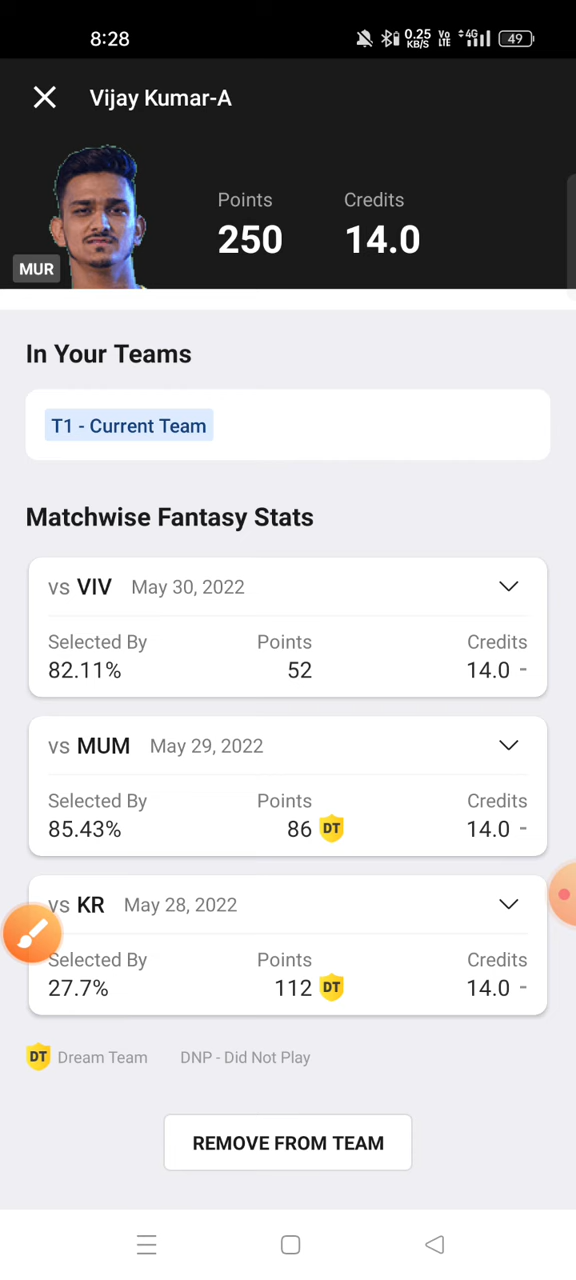 8:28 0.25 KB/S Vo LTE 4G 49
Vijay Kumar-A
Points Credits
250 14.0
MUR
In Your Teams
T1 - Current Team
Matchwise Fantasy Stats
vs VIV May 30, 2022
Selected By Points Credits
82.11% 52 14.0 -
vs MUM May 29, 2022
Selected By Points Credits
85.43% 86 DT 14.0 -
vs KR May 28, 2022
Selected By Points Credits
27.7% 112 DT 14.0 -
DT Dream Team DNP - Did Not Play
REMOVE FROM TEAM